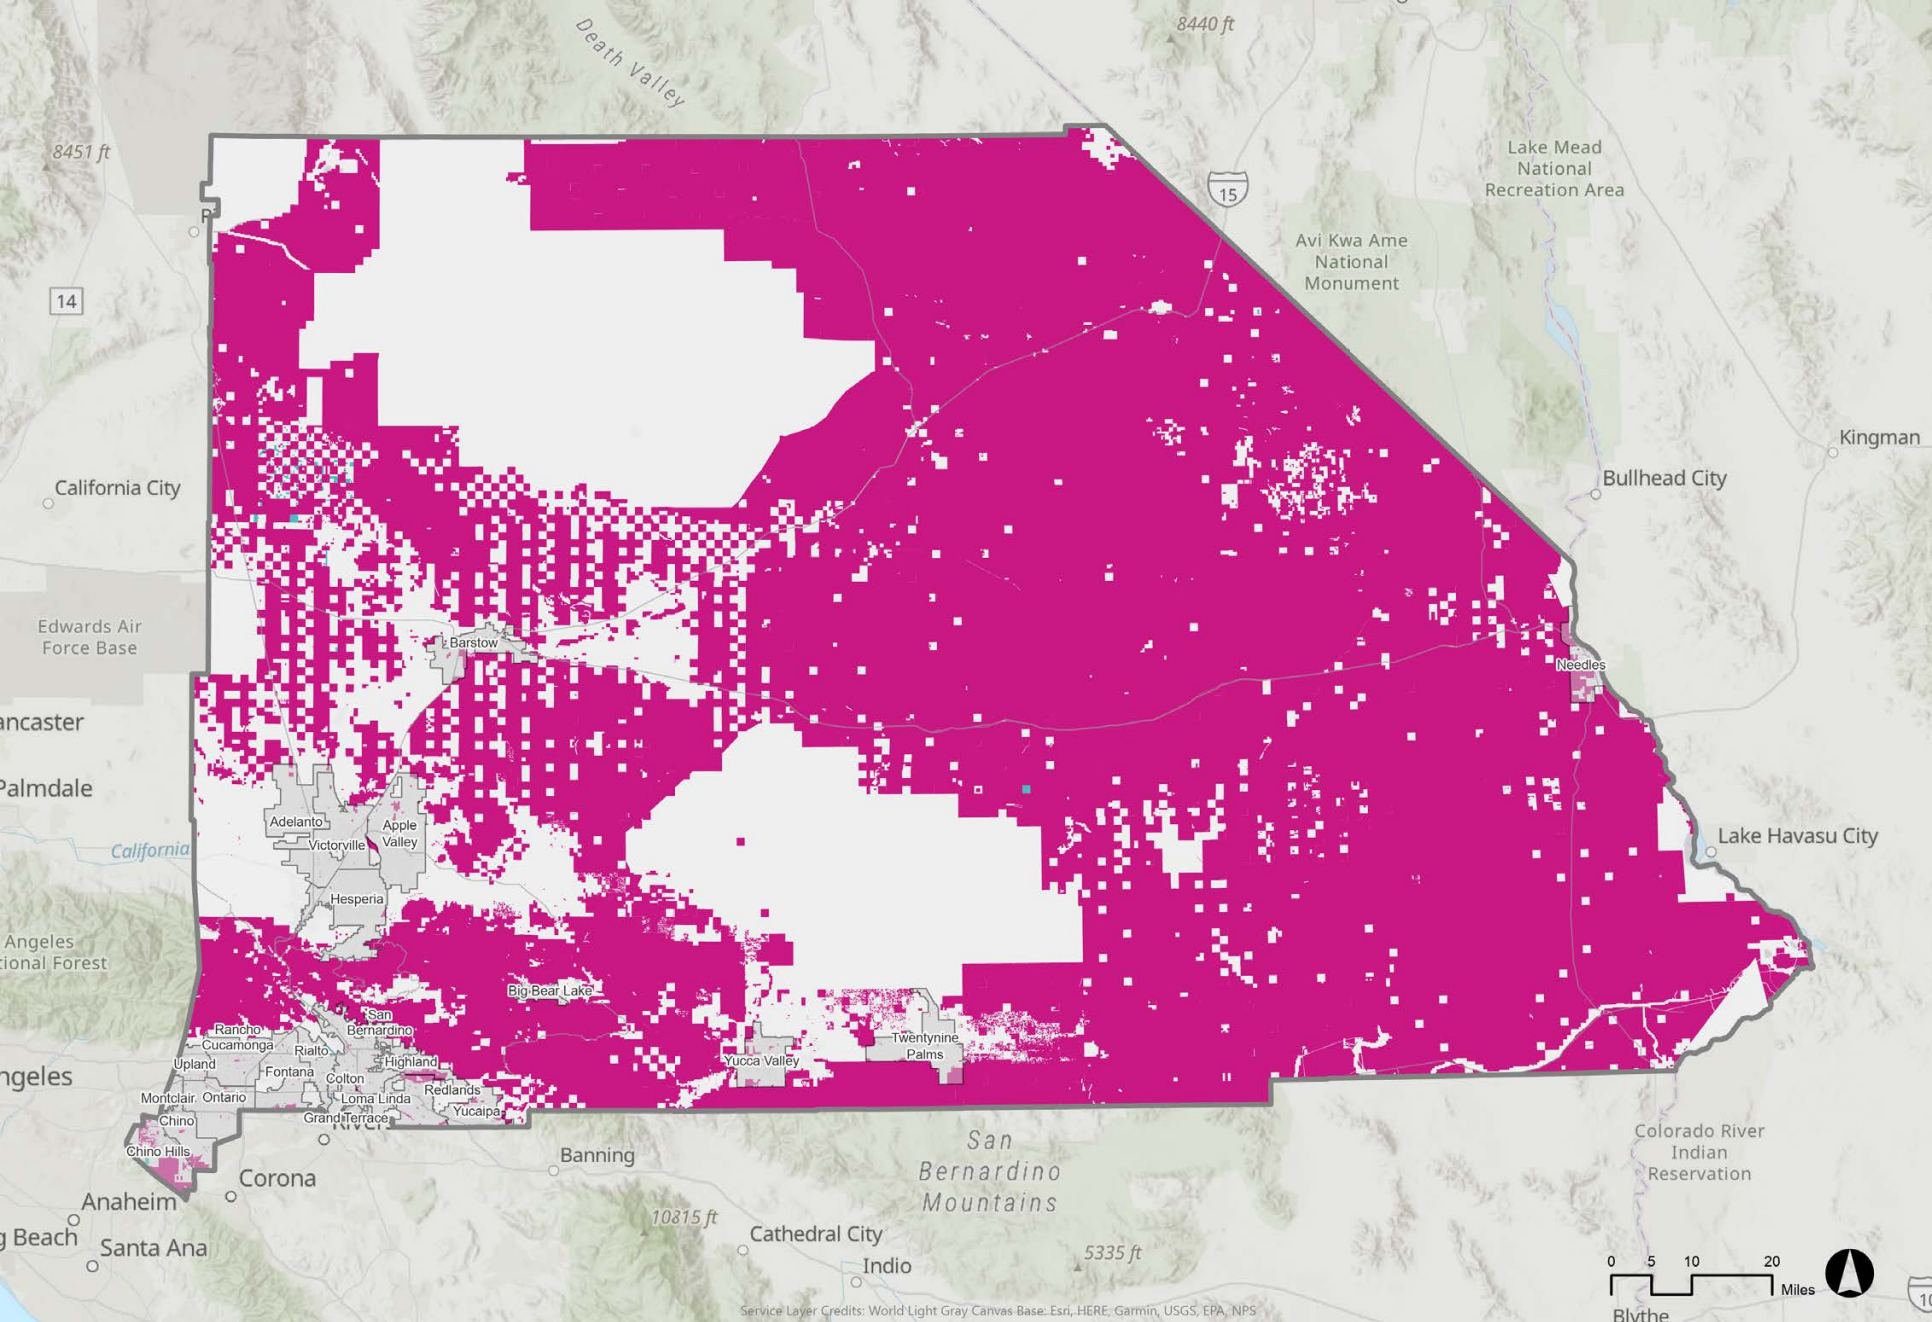 8440 ft
Death Valley
8451 ft
Lake Mead
National
Recreation Area
15
Avi Kwa Ame
National
Monument
14
Kingman
California City
Bullhead City
Edwards Air
Force Base
Barstow
Needles
ancaster
Palmdale
Adelanto
Apple
Valley
Victorville
California
Lake Havasu City
Hesperia
Angeles
tional Forest
Big Bear Lake
San
Bernardino
Rancho
Cucamonga
Rialto
Highland
Upland
Fontana
Colton
Twentynine
Palms
Yucca Valley
ngeles
Redlands
Montclair
Ontario
Loma Linda
Yucaipa
Chino
Grand Terrace
Chino Hills
Banning
San
Bernardino
Mountains
Colorado River
Indian
Reservation
Corona
Anaheim
10815 ft
Cathedral City
g Beach
Santa Ana
5335 ft
Indio
0 5 10 20
Miles
Service Layer Credits: World Light Gray Canvas Base: Esri, HERE, Garmin, USGS, EPA, NPS
10
Blythe